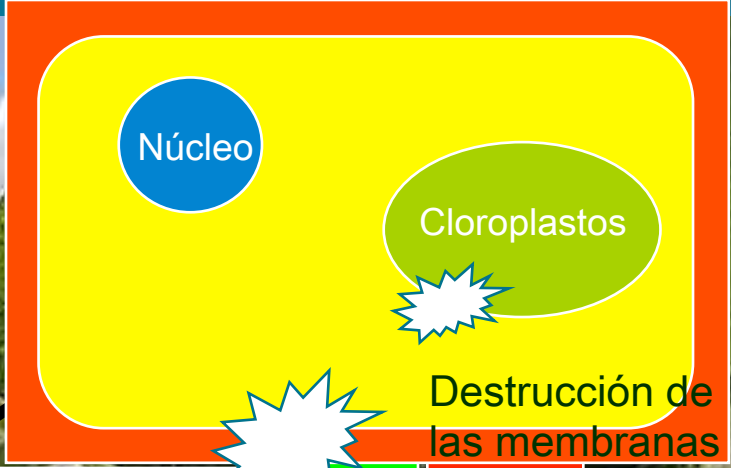 Núcleo
Cloroplastos
Destrucción de
las membranas